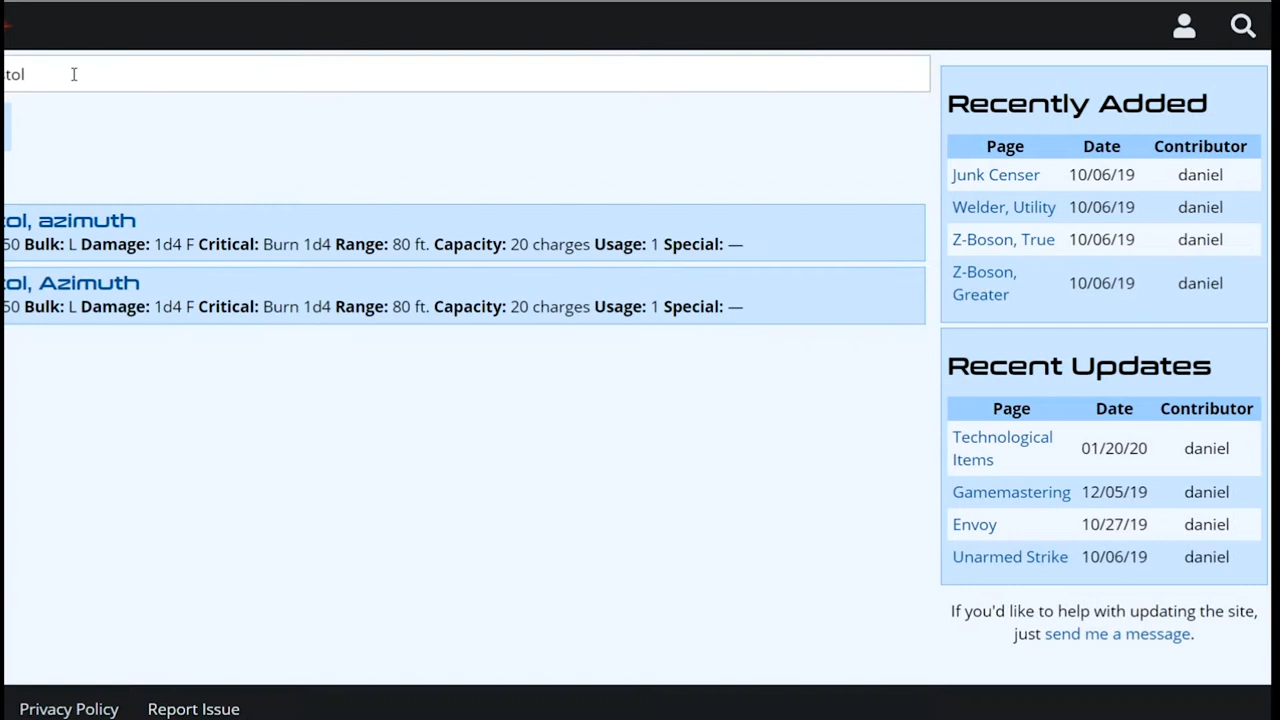 tol
ol, azimuth
50 Bulk: L Damage: 1d4 F Critical: Burn 1d4 Range: 80 ft. Capacity: 20 charges Usage: 1 Special: —
ol, Azimuth
50 Bulk: L Damage: 1d4 F Critical: Burn 1d4 Range: 80 ft. Capacity: 20 charges Usage: 1 Special: —
Recently Added
Page Date Contributor
Junk Censer 10/06/19 daniel
Welder, Utility 10/06/19 daniel
Z-Boson, True 10/06/19 daniel
Z-Boson,
Greater 10/06/19 daniel
Recent Updates
Page Date Contributor
Technological
Items 01/20/20 daniel
Gamemastering 12/05/19 daniel
Envoy 10/27/19 daniel
Unarmed Strike 10/06/19 daniel
If you'd like to help with updating the site,
just send me a message.
Privacy Policy Report Issue